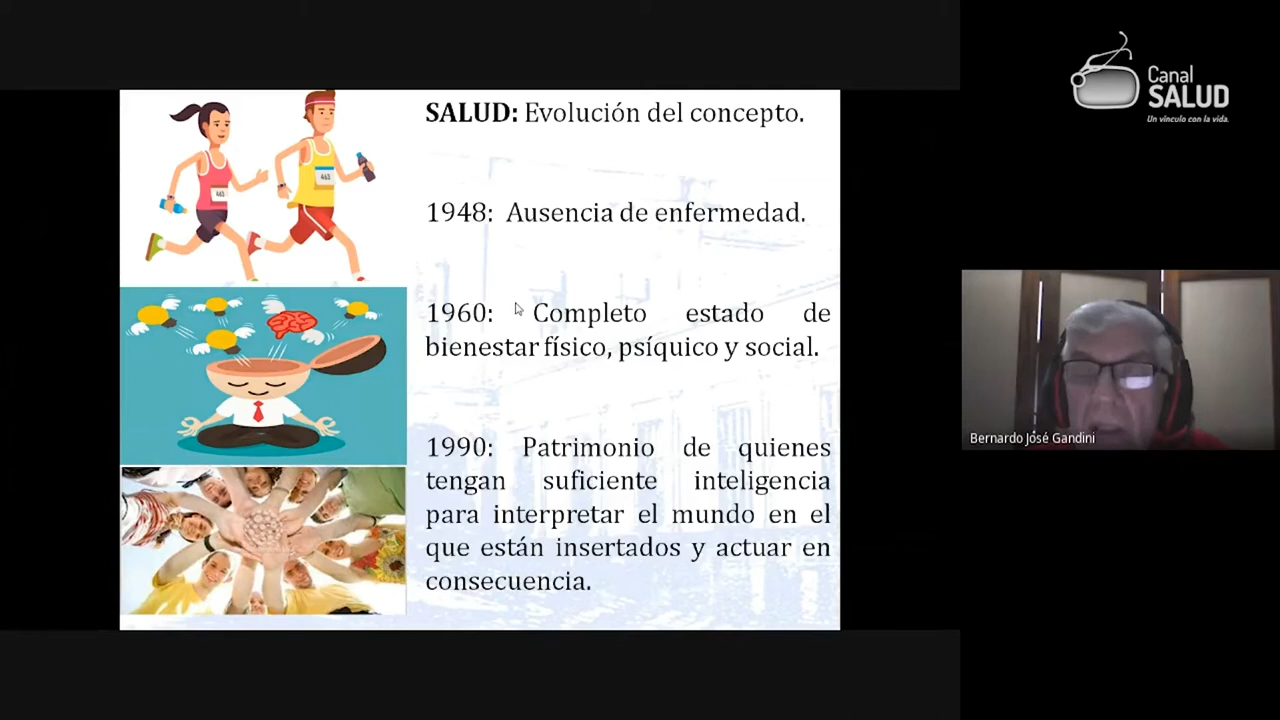 SALUD: Evolución del concepto.
1948: Ausencia de enfermedad.
1960: Completo estado de
bienestar físico, psíquico y social.
1990: Patrimonio de quienes
tengan suficiente inteligencia
para interpretar el mundo en el
que están insertados y actuar en
consecuencia.
461
461
Canal
SALUD
Un vínculo con la vida.
Bernardo José Gandini